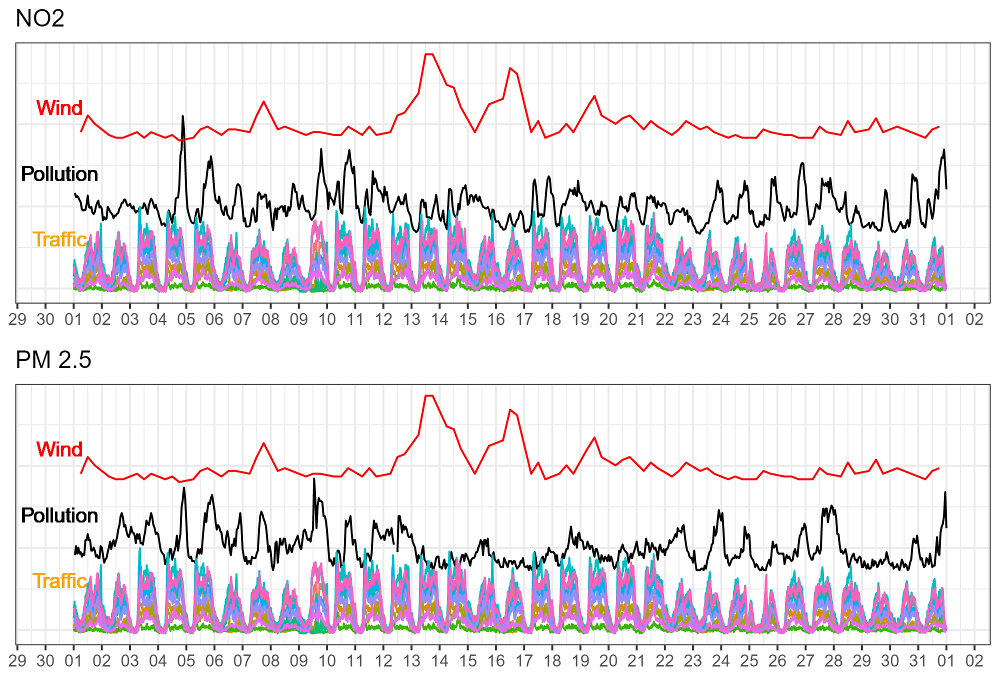 NO2
Wind
Pollution
Traffic
29 30 01 02 03 04 05 06 07 08 09 10 11 12 13 14 15 16 17 18 19 20 21 22 23 24 25 26 27 28 29 30 31 01 02
PM 2.5
Wind
Pollution
Traffic
29 30 01 02 03 04 05 06 07 08 09 10 11 12 13 14 15 16 17 18 19 20 21 22 23 24 25 26 27 28 29 30 31 01 02